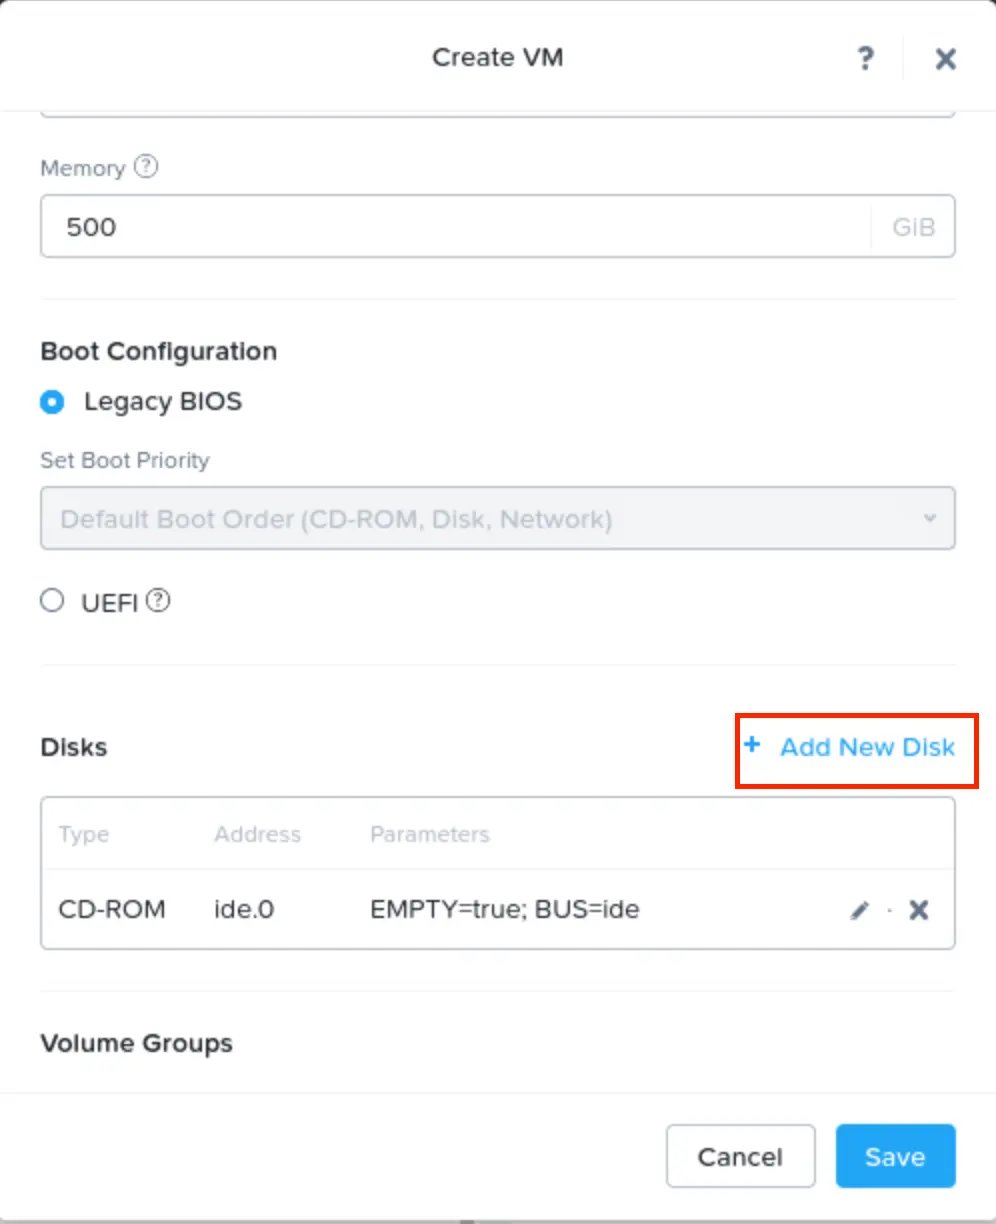 Create VM ?
Memory ?
500 GiB
Boot Configuration
Legacy BIOS
Set Boot Priority
Default Boot Order (CD-ROM, Disk, Network)
UEFI ?
Disks + Add New Disk
Type Address Parameters
CD-ROM ide.0 EMPTY=true; BUS=ide
Volume Groups
Cancel Save